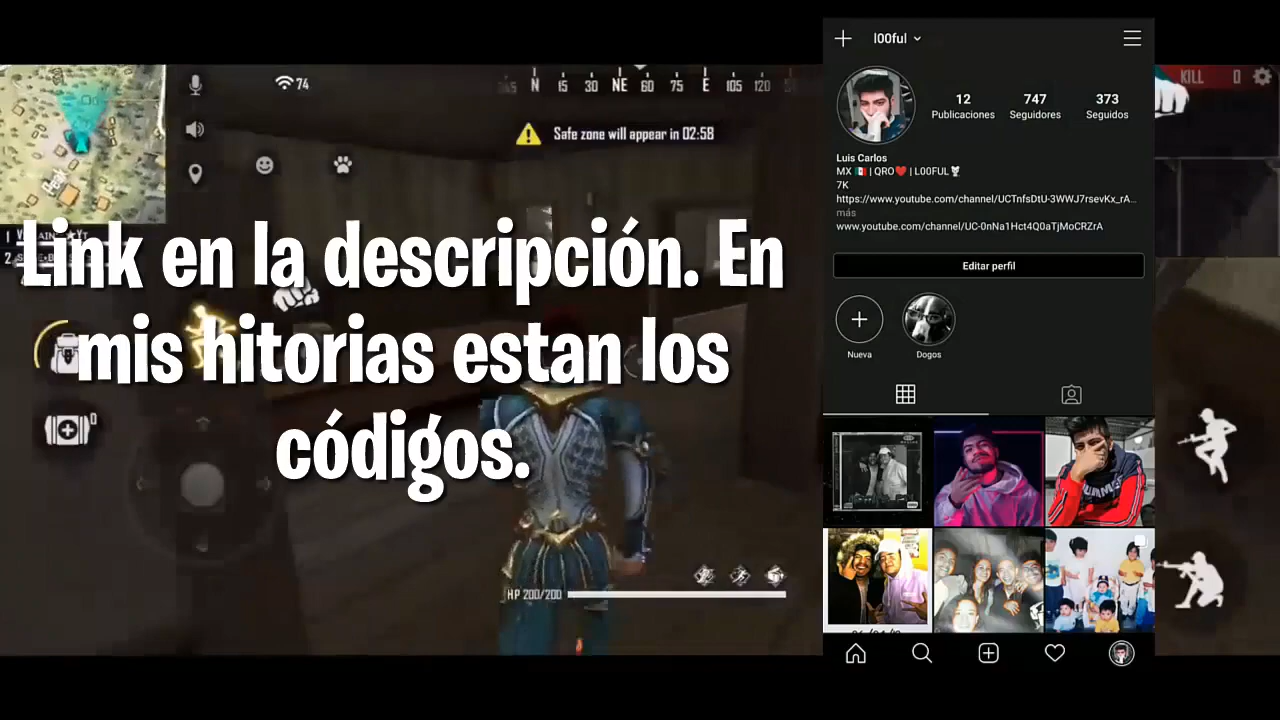 74
N 15 30 NE 60 75 E 105 120
Safe zone will appear in 02:58
Peak
Link en la descripción. En
mis hitorias estan los
códigos.
0
HP 200/200
KILL 0
l00ful
12 747 373
Publicaciones Seguidores Seguidos
Luis Carlos
MX | QRO | L00FUL
7K
https://www.youtube.com/channel/UCTnfsDtU-3WWJ7rsevKx_rA...
más
www.youtube.com/channel/UC-0nNa1Hct4Q0aTjMoCRZrA
Editar perfil
Nueva Dogos